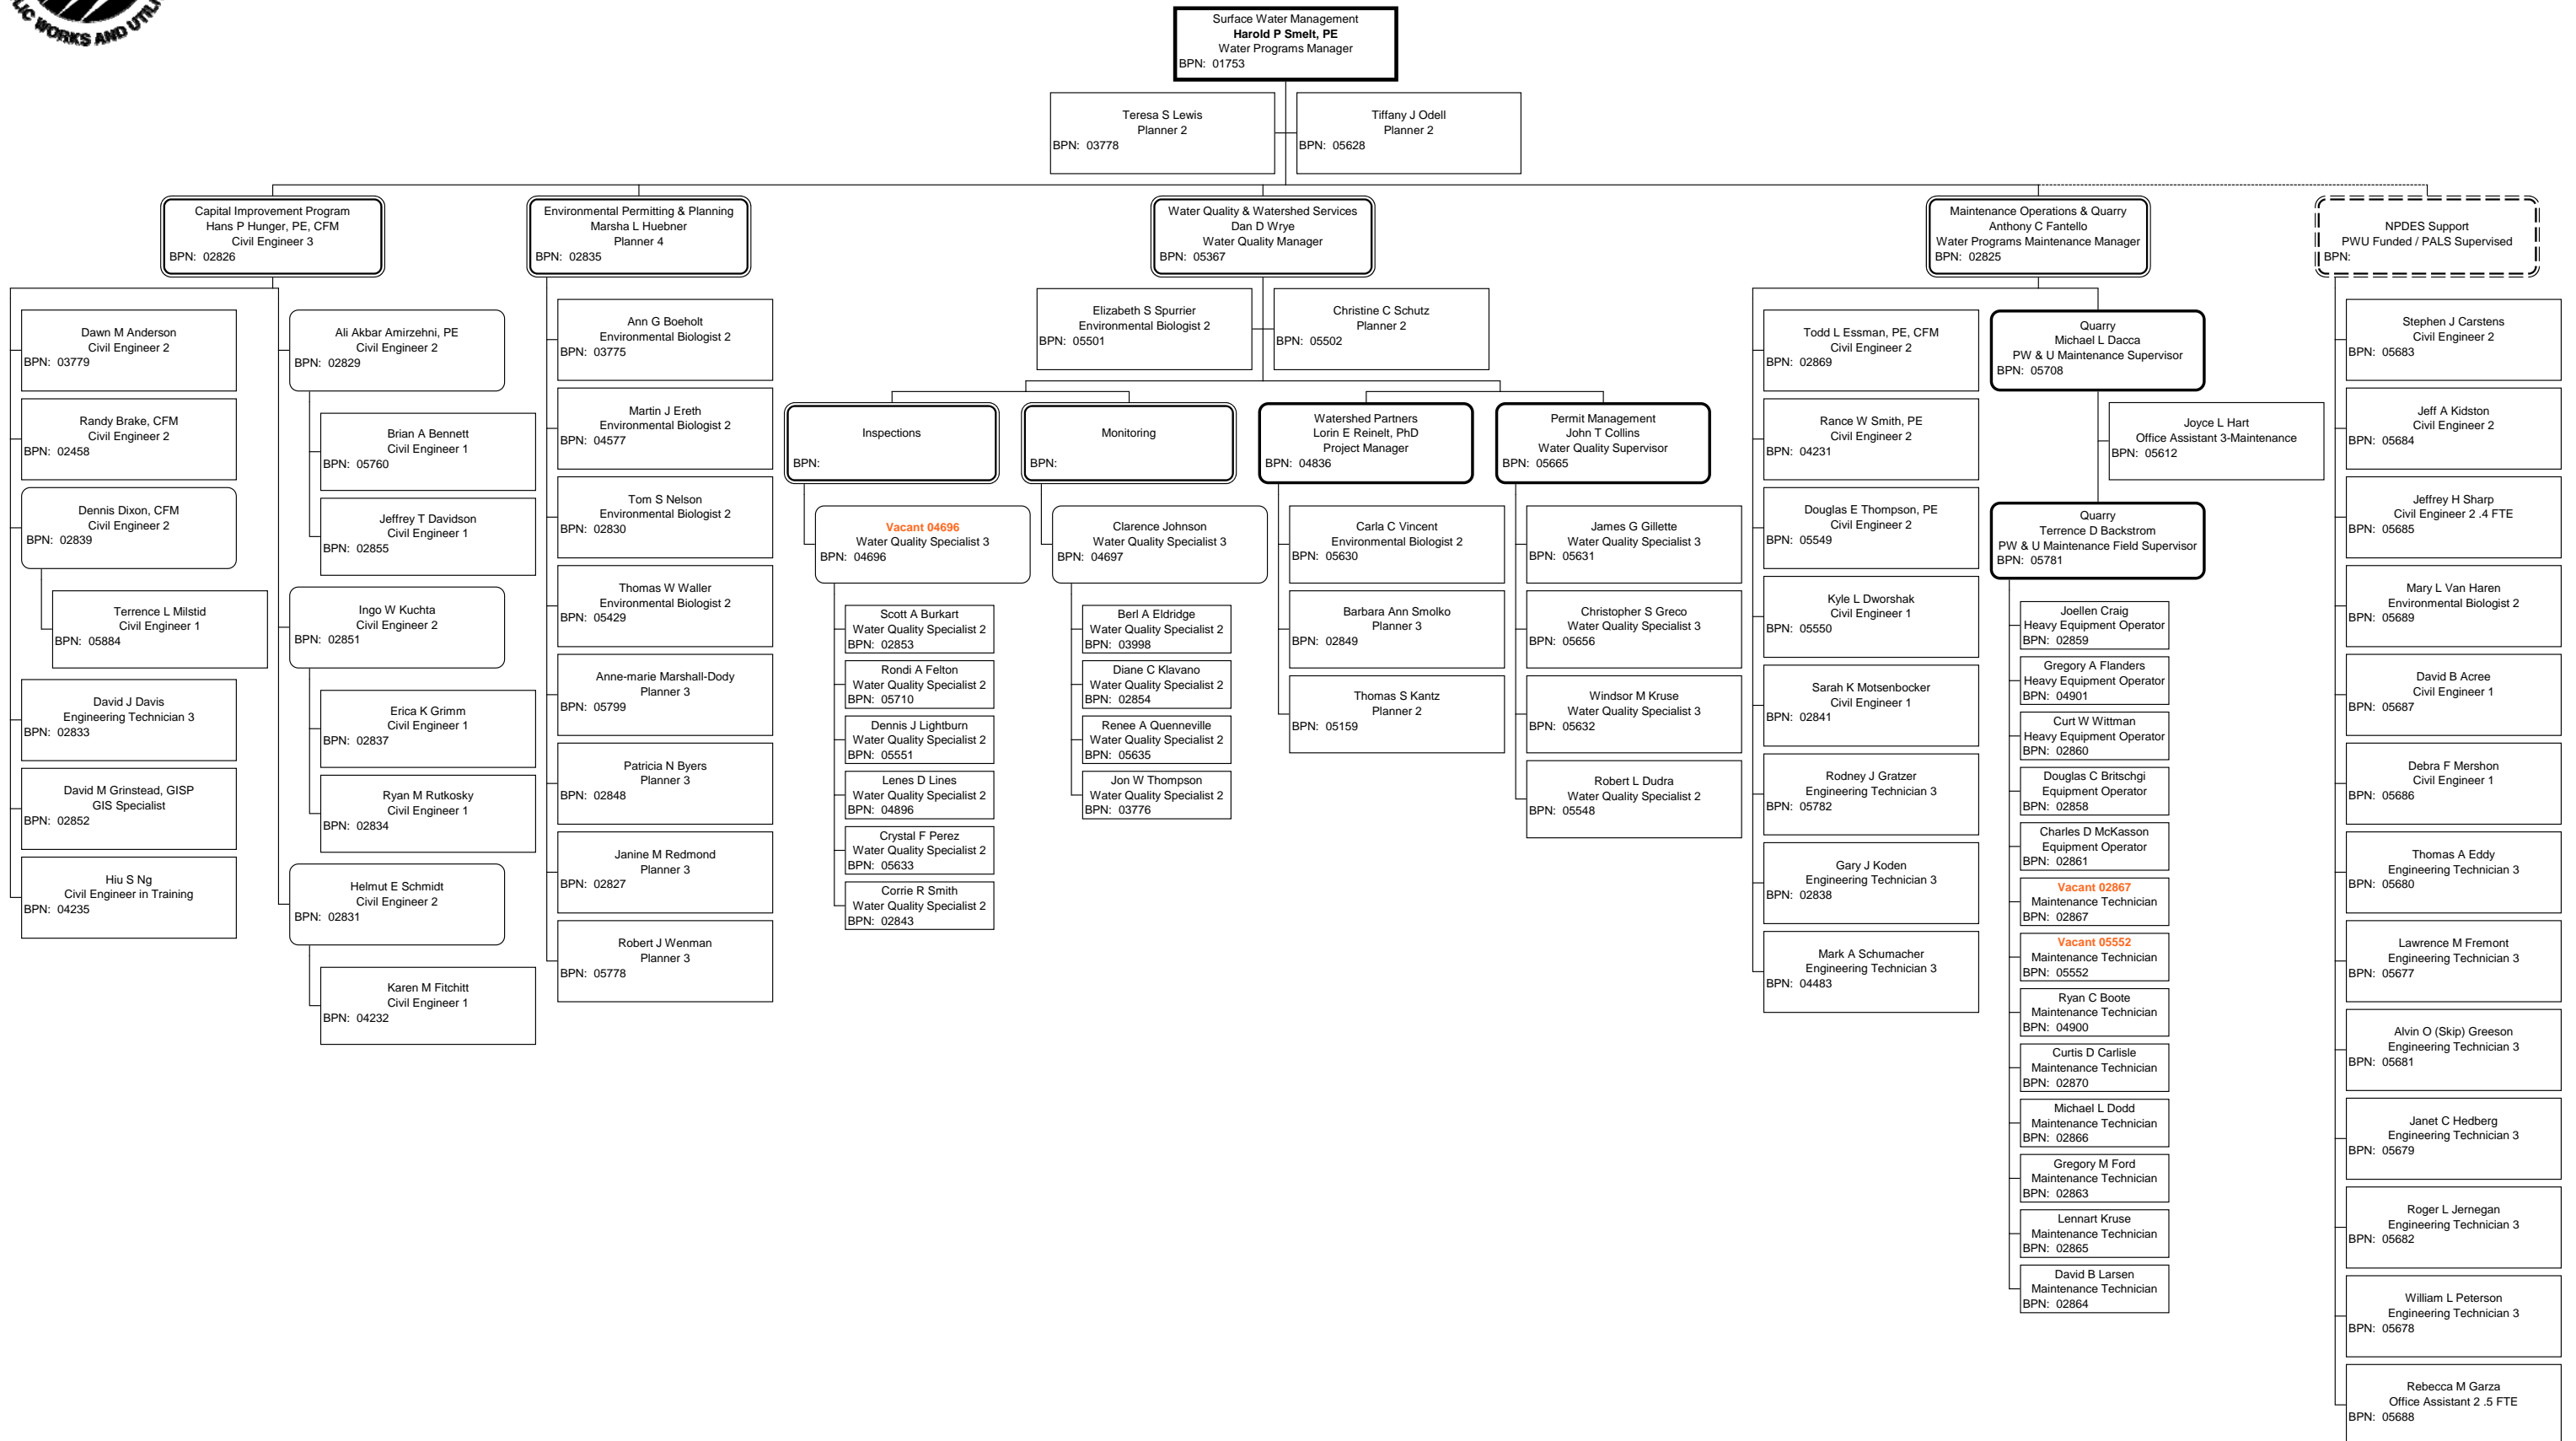 LIC WORKS AND UTIL
Surface Water Management
Harold P Smelt, PE
Water Programs Manager
BPN: 01753
Teresa S Lewis
Planner 2
BPN: 03778
Tiffany J Odell
Planner 2
BPN: 05628
Capital Improvement Program
Hans P Hunger, PE, CFM
Civil Engineer 3
BPN: 02826
Dawn M Anderson
Civil Engineer 2
BPN: 03779
Randy Brake, CFM
Civil Engineer 2
BPN: 02458
Dennis Dixon, CFM
Civil Engineer 2
BPN: 02839
Terrence L Milstid
Civil Engineer 1
BPN: 05884
David J Davis
Engineering Technician 3
BPN: 02833
David M Grinstead, GISP
GIS Specialist
BPN: 02852
Hiu S Ng
Civil Engineer in Training
BPN: 04235
Ali Akbar Amirzehni, PE
Civil Engineer 2
BPN: 02829
Brian A Bennett
Civil Engineer 1
BPN: 05760
Jeffrey T Davidson
Civil Engineer 1
BPN: 02855
Ingo W Kuchta
Civil Engineer 2
BPN: 02851
Erica K Grimm
Civil Engineer 1
BPN: 02837
Ryan M Rutkosky
Civil Engineer 1
BPN: 02834
Helmut E Schmidt
Civil Engineer 2
BPN: 02831
Karen M Fitchitt
Civil Engineer 1
BPN: 04232
Environmental Permitting & Planning
Marsha L Huebner
Planner 4
BPN: 02835
Ann G Boeholt
Environmental Biologist 2
BPN: 03775
Martin J Ereth
Environmental Biologist 2
BPN: 04577
Tom S Nelson
Environmental Biologist 2
BPN: 02830
Thomas W Waller
Environmental Biologist 2
BPN: 05429
Anne-marie Marshall-Dody
Planner 3
BPN: 05799
Patricia N Byers
Planner 3
BPN: 02848
Janine M Redmond
Planner 3
BPN: 02827
Robert J Wenman
Planner 3
BPN: 05778
Water Quality & Watershed Services
Dan D Wrye
Water Quality Manager
BPN: 05367
Elizabeth S Spurrier
Environmental Biologist 2
BPN: 05501
Christine C Schutz
Planner 2
BPN: 05502
Inspections
BPN:
Vacant 04696
Water Quality Specialist 3
BPN: 04696
Scott A Burkart
Water Quality Specialist 2
BPN: 02853
Rondi A Felton
Water Quality Specialist 2
BPN: 05710
Dennis J Lightburn
Water Quality Specialist 2
BPN: 05551
Lenes D Lines
Water Quality Specialist 2
BPN: 04896
Crystal F Perez
Water Quality Specialist 2
BPN: 05633
Corrie R Smith
Water Quality Specialist 2
BPN: 02843
Monitoring
BPN:
Clarence Johnson
Water Quality Specialist 3
BPN: 04697
Berl A Eldridge
Water Quality Specialist 2
BPN: 03998
Diane C Klavano
Water Quality Specialist 2
BPN: 02854
Renee A Quenneville
Water Quality Specialist 2
BPN: 05635
Jon W Thompson
Water Quality Specialist 2
BPN: 03776
Watershed Partners
Lorin E Reinelt, PhD
Project Manager
BPN: 04836
Carla C Vincent
Environmental Biologist 2
BPN: 05630
Barbara Ann Smolko
Planner 3
BPN: 02849
Thomas S Kantz
Planner 2
BPN: 05159
Permit Management
John T Collins
Water Quality Supervisor
BPN: 05665
James G Gillette
Water Quality Specialist 3
BPN: 05631
Christopher S Greco
Water Quality Specialist 3
BPN: 05656
Windsor M Kruse
Water Quality Specialist 3
BPN: 05632
Robert L Dudra
Water Quality Specialist 2
BPN: 05548
Maintenance Operations & Quarry
Anthony C Fantello
Water Programs Maintenance Manager
BPN: 02825
Todd L Essman, PE, CFM
Civil Engineer 2
BPN: 02869
Rance W Smith, PE
Civil Engineer 2
BPN: 04231
Douglas E Thompson, PE
Civil Engineer 2
BPN: 05549
Kyle L Dworshak
Civil Engineer 1
BPN: 05550
Sarah K Motsenbocker
Civil Engineer 1
BPN: 02841
Rodney J Gratzer
Engineering Technician 3
BPN: 05782
Gary J Koden
Engineering Technician 3
BPN: 02838
Mark A Schumacher
Engineering Technician 3
BPN: 04483
Quarry
Michael L Dacca
PW & U Maintenance Supervisor
BPN: 05708
Joyce L Hart
Office Assistant 3-Maintenance
BPN: 05612
Quarry
Terrence D Backstrom
PW & U Maintenance Field Supervisor
BPN: 05781
Joellen Craig
Heavy Equipment Operator
BPN: 02859
Gregory A Flanders
Heavy Equipment Operator
BPN: 04901
Curt W Wittman
Heavy Equipment Operator
BPN: 02860
Douglas C Britschgi
Equipment Operator
BPN: 02858
Charles D McKasson
Equipment Operator
BPN: 02861
Vacant 02867
Maintenance Technician
BPN: 02867
Vacant 05552
Maintenance Technician
BPN: 05552
Ryan C Boote
Maintenance Technician
BPN: 04900
Curtis D Carlisle
Maintenance Technician
BPN: 02870
Michael L Dodd
Maintenance Technician
BPN: 02866
Gregory M Ford
Maintenance Technician
BPN: 02863
Lennart Kruse
Maintenance Technician
BPN: 02865
David B Larsen
Maintenance Technician
BPN: 02864
NPDES Support
PWU Funded / PALS Supervised
BPN:
Stephen J Carstens
Civil Engineer 2
BPN: 05683
Jeff A Kidston
Civil Engineer 2
BPN: 05684
Jeffrey H Sharp
Civil Engineer 2 .4 FTE
BPN: 05685
Mary L Van Haren
Environmental Biologist 2
BPN: 05689
David B Acree
Civil Engineer 1
BPN: 05687
Debra F Mershon
Civil Engineer 1
BPN: 05686
Thomas A Eddy
Engineering Technician 3
BPN: 05680
Lawrence M Fremont
Engineering Technician 3
BPN: 05677
Alvin O (Skip) Greeson
Engineering Technician 3
BPN: 05681
Janet C Hedberg
Engineering Technician 3
BPN: 05679
Roger L Jernegan
Engineering Technician 3
BPN: 05682
William L Peterson
Engineering Technician 3
BPN: 05678
Rebecca M Garza
Office Assistant 2 .5 FTE
BPN: 05688